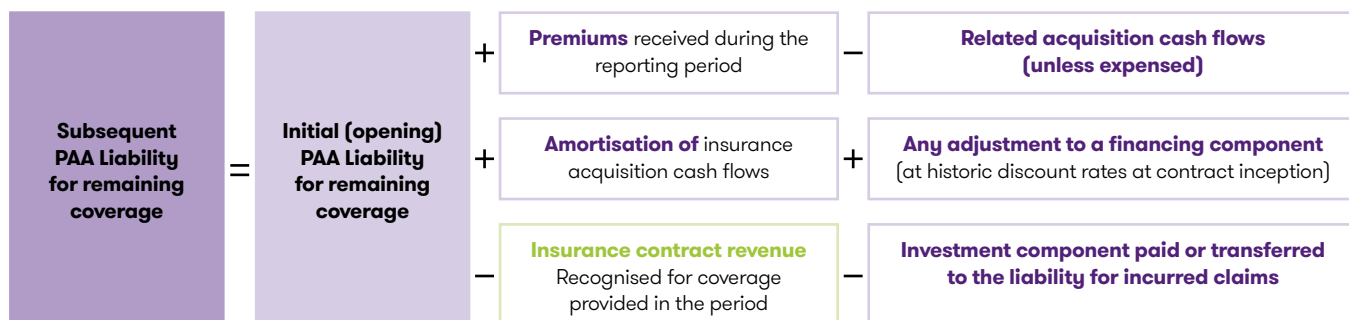 Subsequent
PAA Liability
for remaining
coverage
=
Initial (opening)
PAA Liability
for remaining
coverage
+
Premiums received during the
reporting period
−
Related acquisition cash flows
(unless expensed)
+
Amortisation of insurance
acquisition cash flows
+
Any adjustment to a financing component
(at historic discount rates at contract inception)
−
Insurance contract revenue
Recognised for coverage
provided in the period
−
Investment component paid or transferred
to the liability for incurred claims